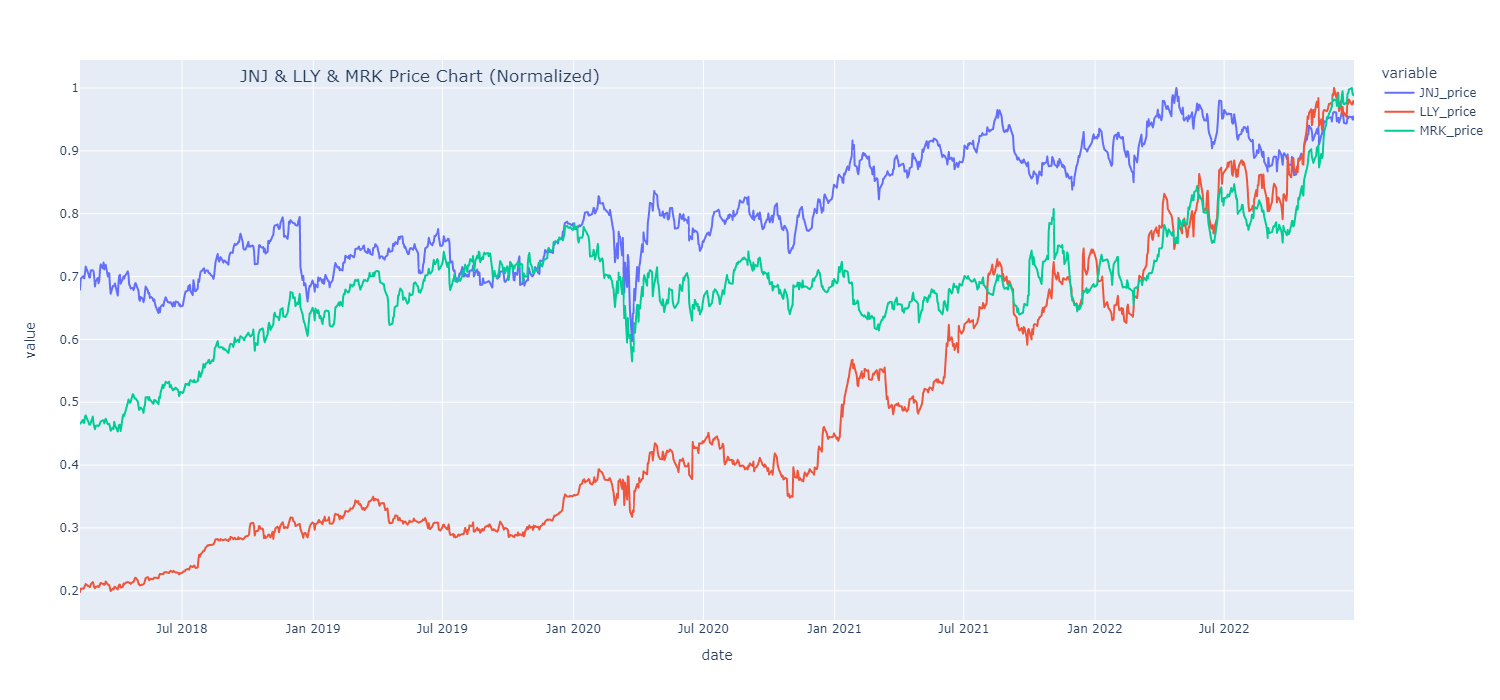 JNJ & LLY & MRK Price Chart (Normalized)
variable
JNJ_price
LLY_price
MRK_price
value
1
0.9
0.8
0.7
0.6
0.5
0.4
0.3
0.2
Jul 2018
Jan 2019
Jul 2019
Jan 2020
Jul 2020
Jan 2021
Jul 2021
Jan 2022
Jul 2022
date